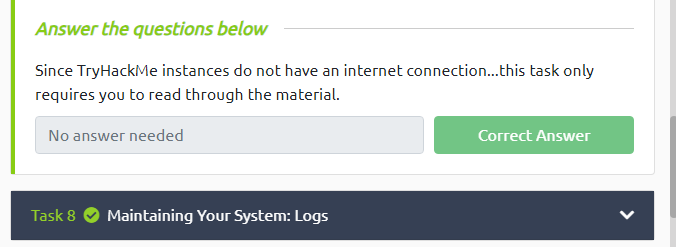 Answer the questions below
Since TryHackMe instances do not have an internet connection...this task only
requires you to read through the material.
No answer needed
Correct Answer
Task 8 Maintaining Your System: Logs